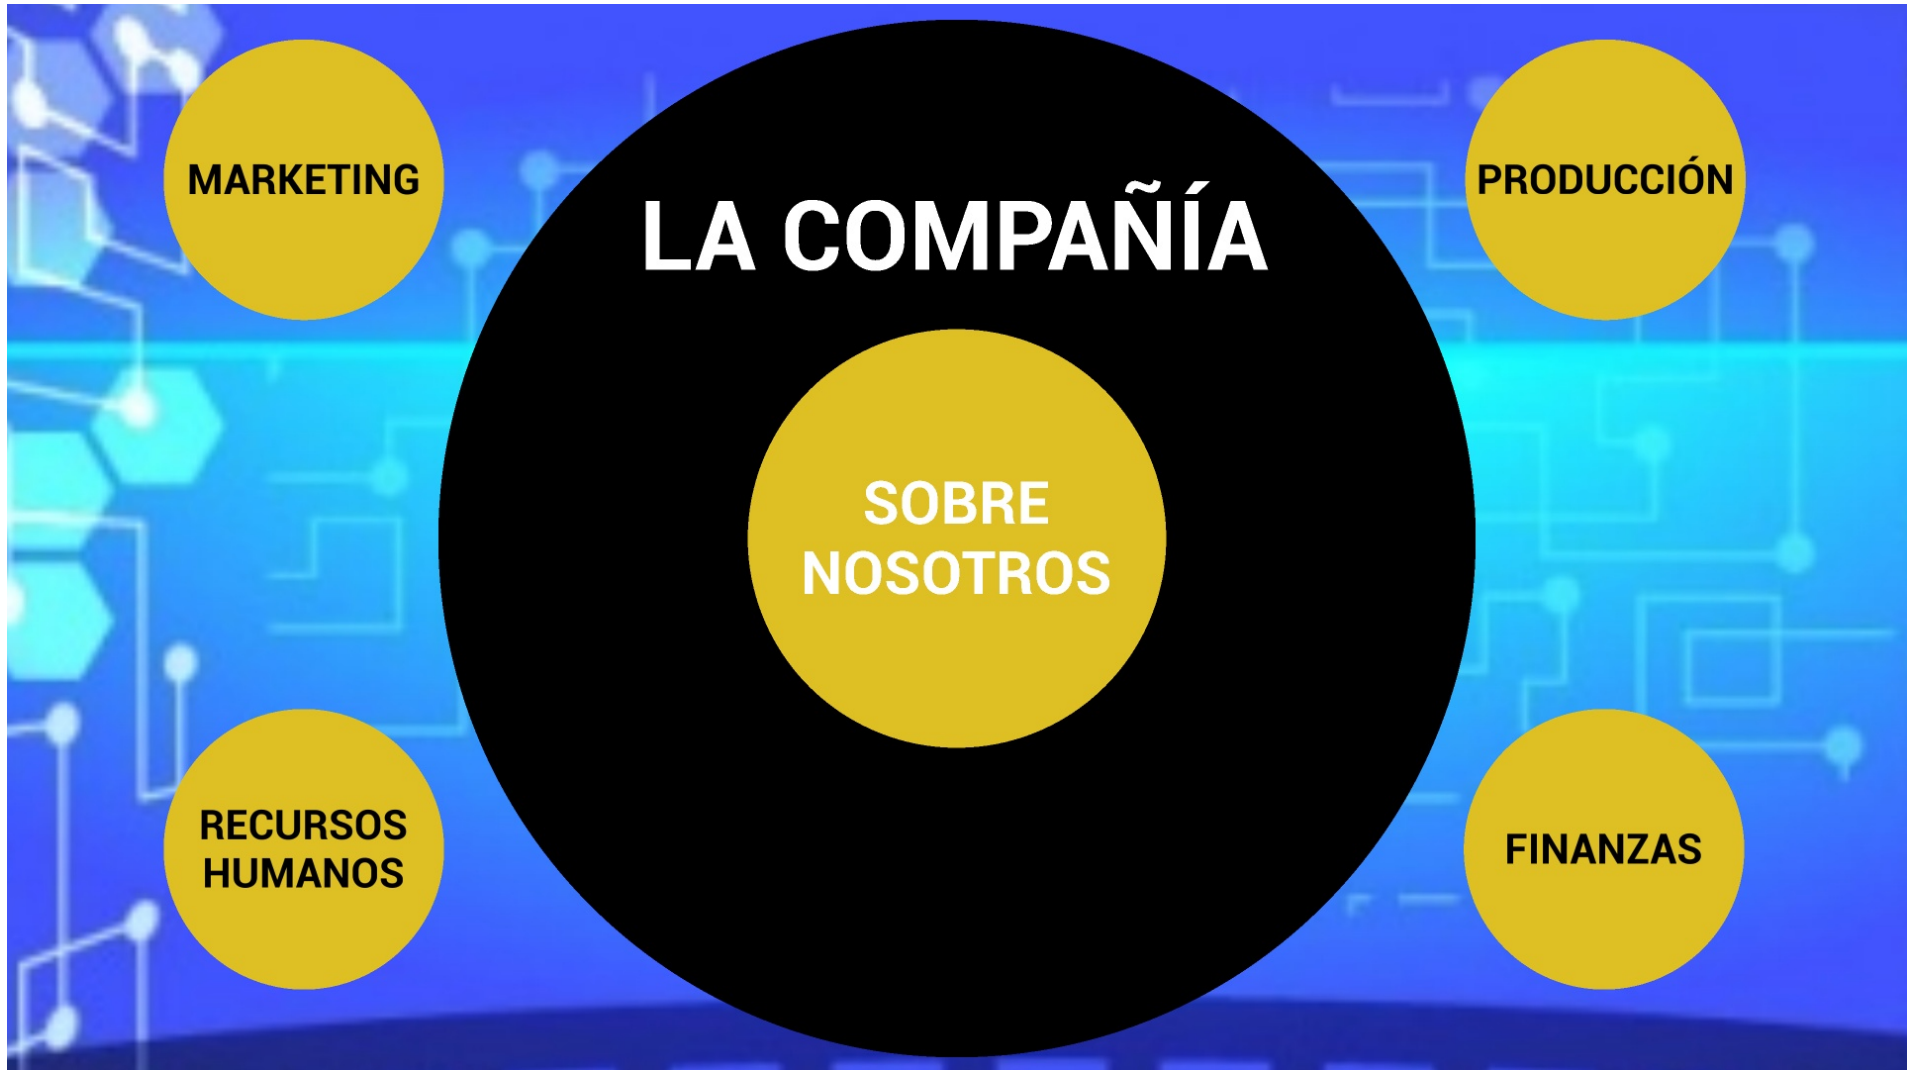 MARKETING
PRODUCCIÓN
LA COMPAÑÍA
SOBRE
NOSOTROS
RECURSOS
HUMANOS
FINANZAS